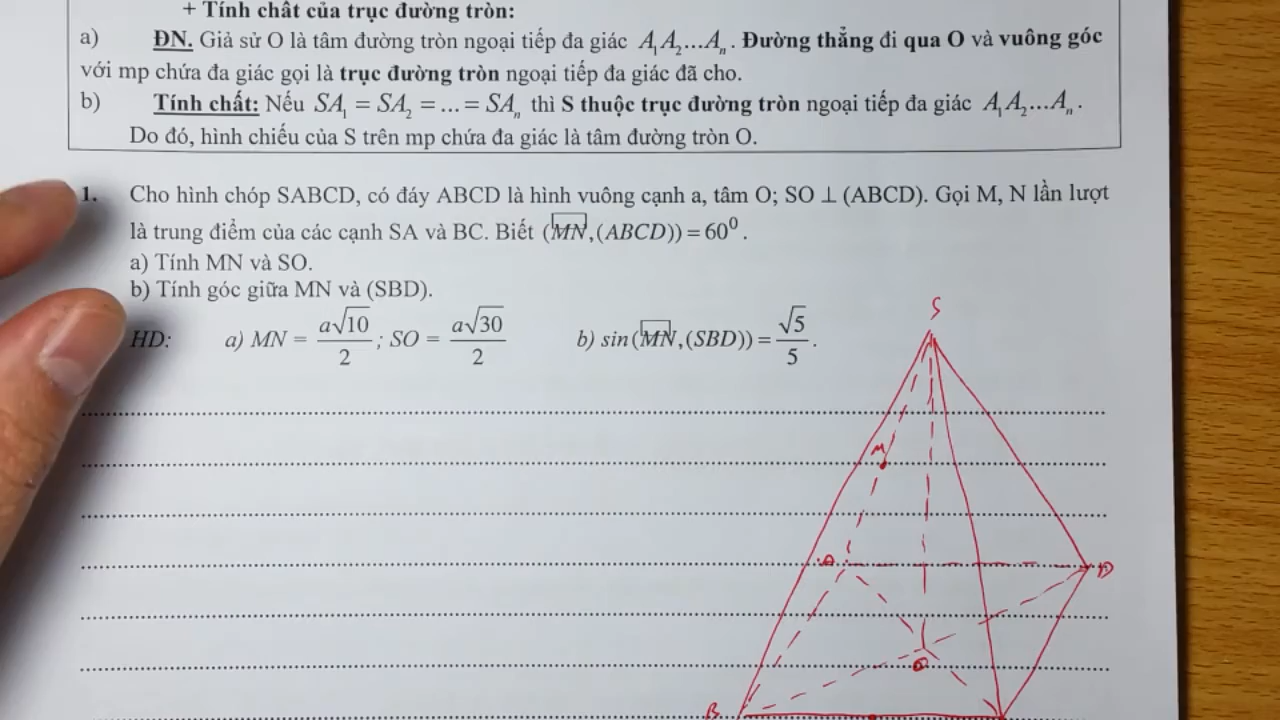 + Tính chất của trục đường tròn:
a) ĐN. Giả sử O là tâm đường tròn ngoại tiếp đa giác A₁A₂...Aₙ. Đường thẳng đi qua O và vuông góc
với mp chứa đa giác gọi là trục đường tròn ngoại tiếp đa giác đã cho.
b) Tính chất: Nếu SA₁ = SA₂ = ... = SAₙ thì S thuộc trục đường tròn ngoại tiếp đa giác A₁A₂...Aₙ.
Do đó, hình chiếu của S trên mp chứa đa giác là tâm đường tròn O.
1. Cho hình chóp SABCD, có đáy ABCD là hình vuông cạnh a, tâm O; SO ⊥ (ABCD). Gọi M, N lần lượt
là trung điểm của các cạnh SA và BC. Biết (MN,(ABCD)) = 60⁰.
a) Tính MN và SO.
b) Tính góc giữa MN và (SBD).
HD: a) MN = a√10/2; SO = a√30/2 b) sin(MN,(SBD)) = √5/5.
S
M
A
D
O
B